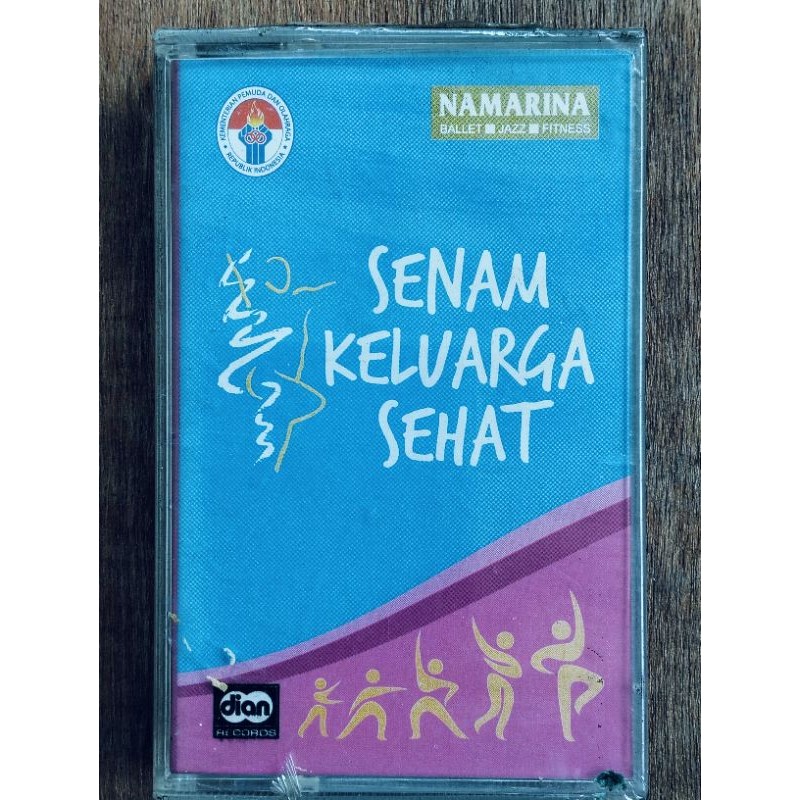 KEMENTERIAN PEMUDA DAN OLAHRAGA
REPUBLIK INDONESIA
NAMARINA
BALLET ■ JAZZ ■ FITNESS
SENAM
KELUARGA
SEHAT
dian
RECORDS